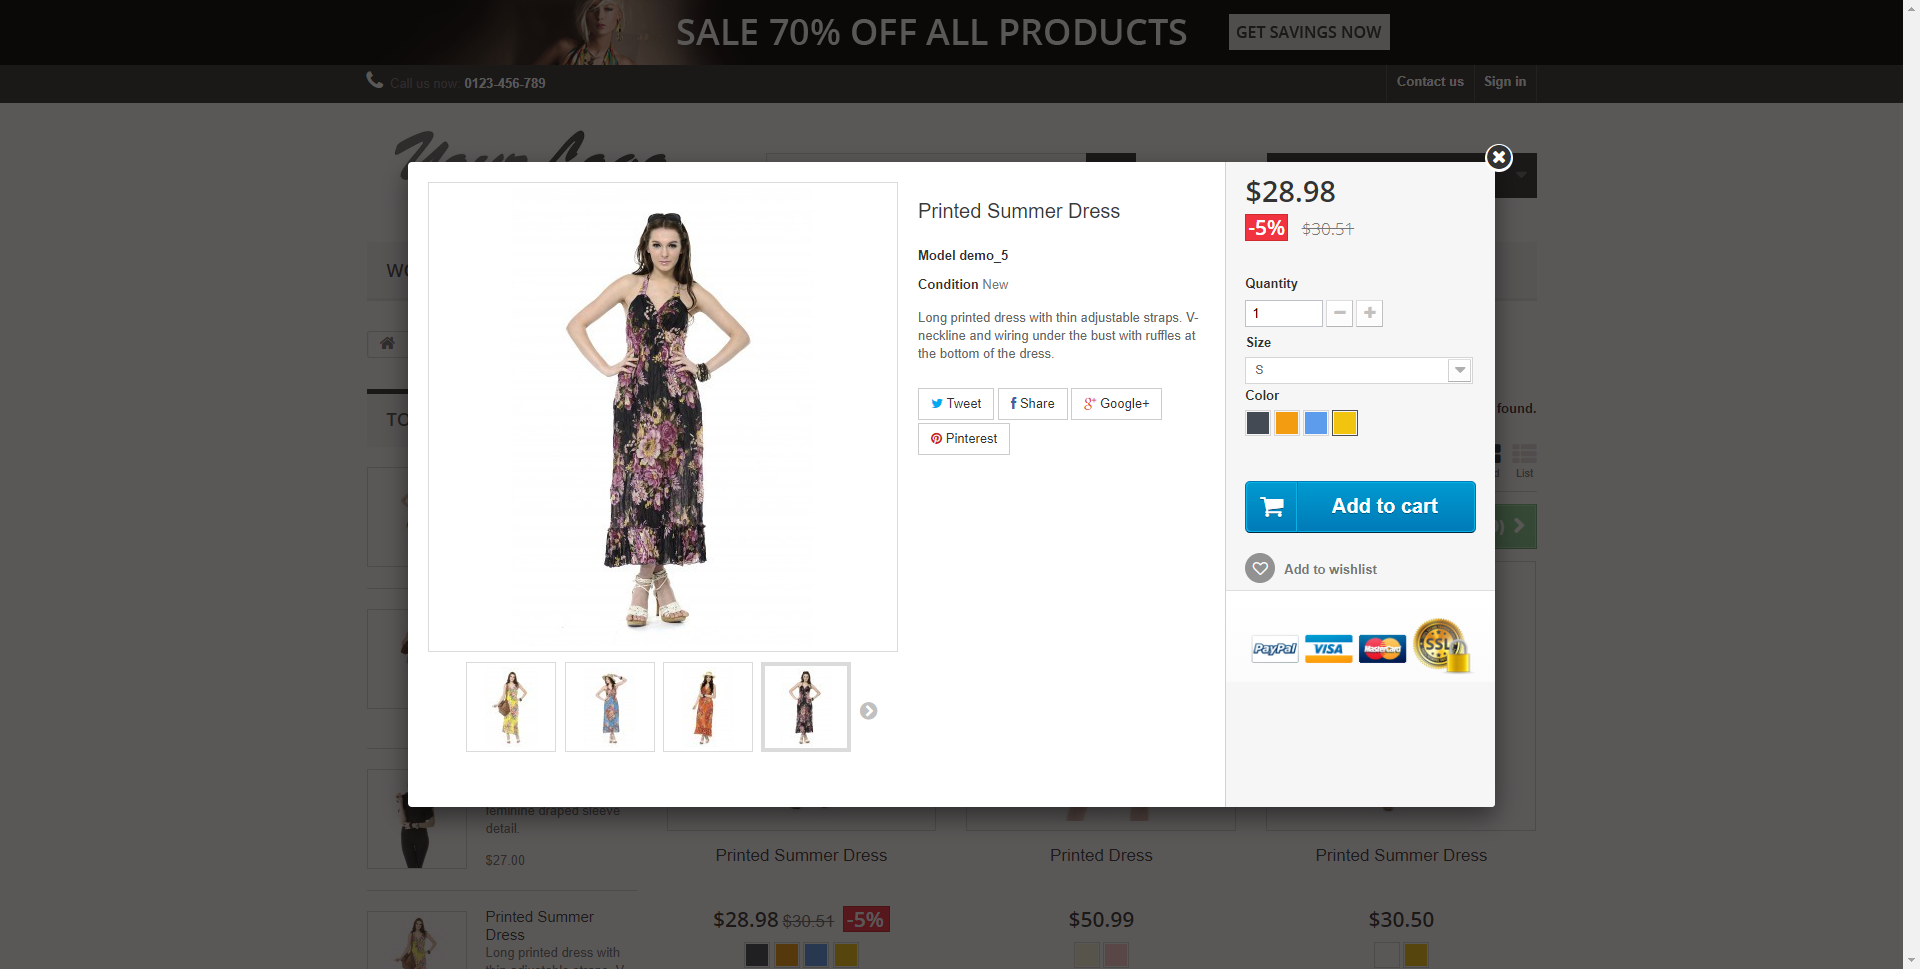 SALE 70% OFF ALL PRODUCTS
GET SAVINGS NOW
Call us now: 0123-456-789
Contact us
Sign in
Your Logo
Printed Summer Dress
Model demo_5
Condition New
Long printed dress with thin adjustable straps. V-
neckline and wiring under the bust with ruffles at
the bottom of the dress.
Tweet
Share
Google+
Pinterest
$28.98
-5% $30.51
Quantity
1
Size
S
Color
Add to cart
Add to wishlist
PayPal
VISA
MasterCard
SSL
found.
List
feminine draped sleeve
detail.
$27.00
Printed Summer
Dress
Long printed dress with
Printed Summer Dress
$28.98 $30.51 -5%
Printed Dress
$50.99
Printed Summer Dress
$30.50